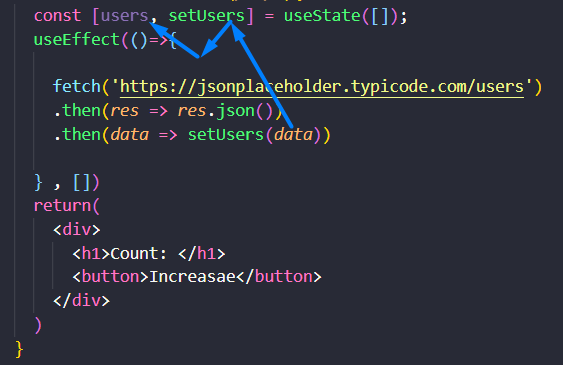 const [users, setUsers] = useState([]);
useEffect(()=>{
fetch('https://jsonplaceholder.typicode.com/users')
.then(res => res.json())
.then(data => setUsers(data))
} , [])
return(
<div>
<h1>Count: </h1>
<button>Increasae</button>
</div>
)
}